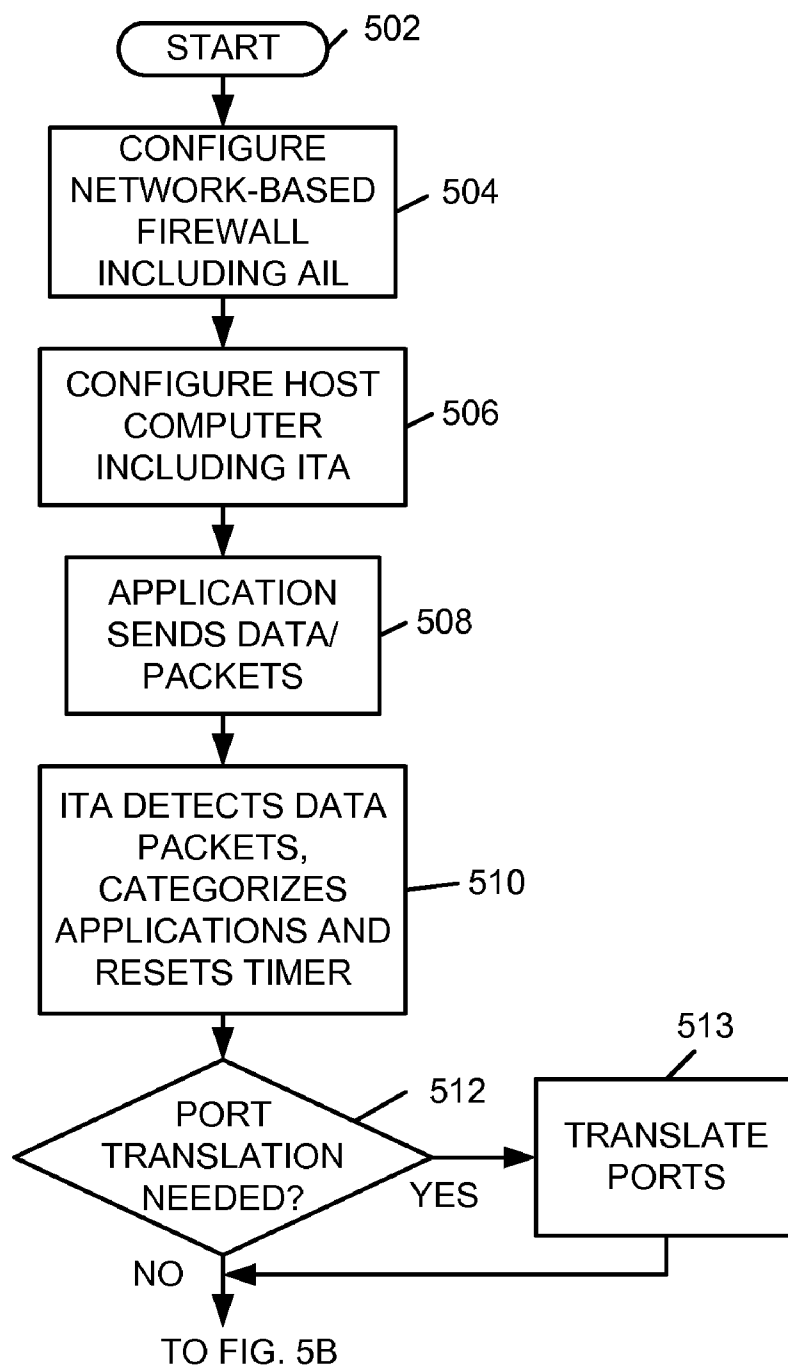 START
502
CONFIGURE
NETWORK-BASED
FIREWALL
INCLUDING AIL
504
CONFIGURE HOST
COMPUTER
INCLUDING ITA
506
APPLICATION
SENDS DATA/
PACKETS
508
ITA DETECTS DATA
PACKETS,
CATEGORIZES
APPLICATIONS AND
RESETS TIMER
510
PORT
TRANSLATION
NEEDED?
512
YES
513
TRANSLATE
PORTS
NO
TO FIG. 5B